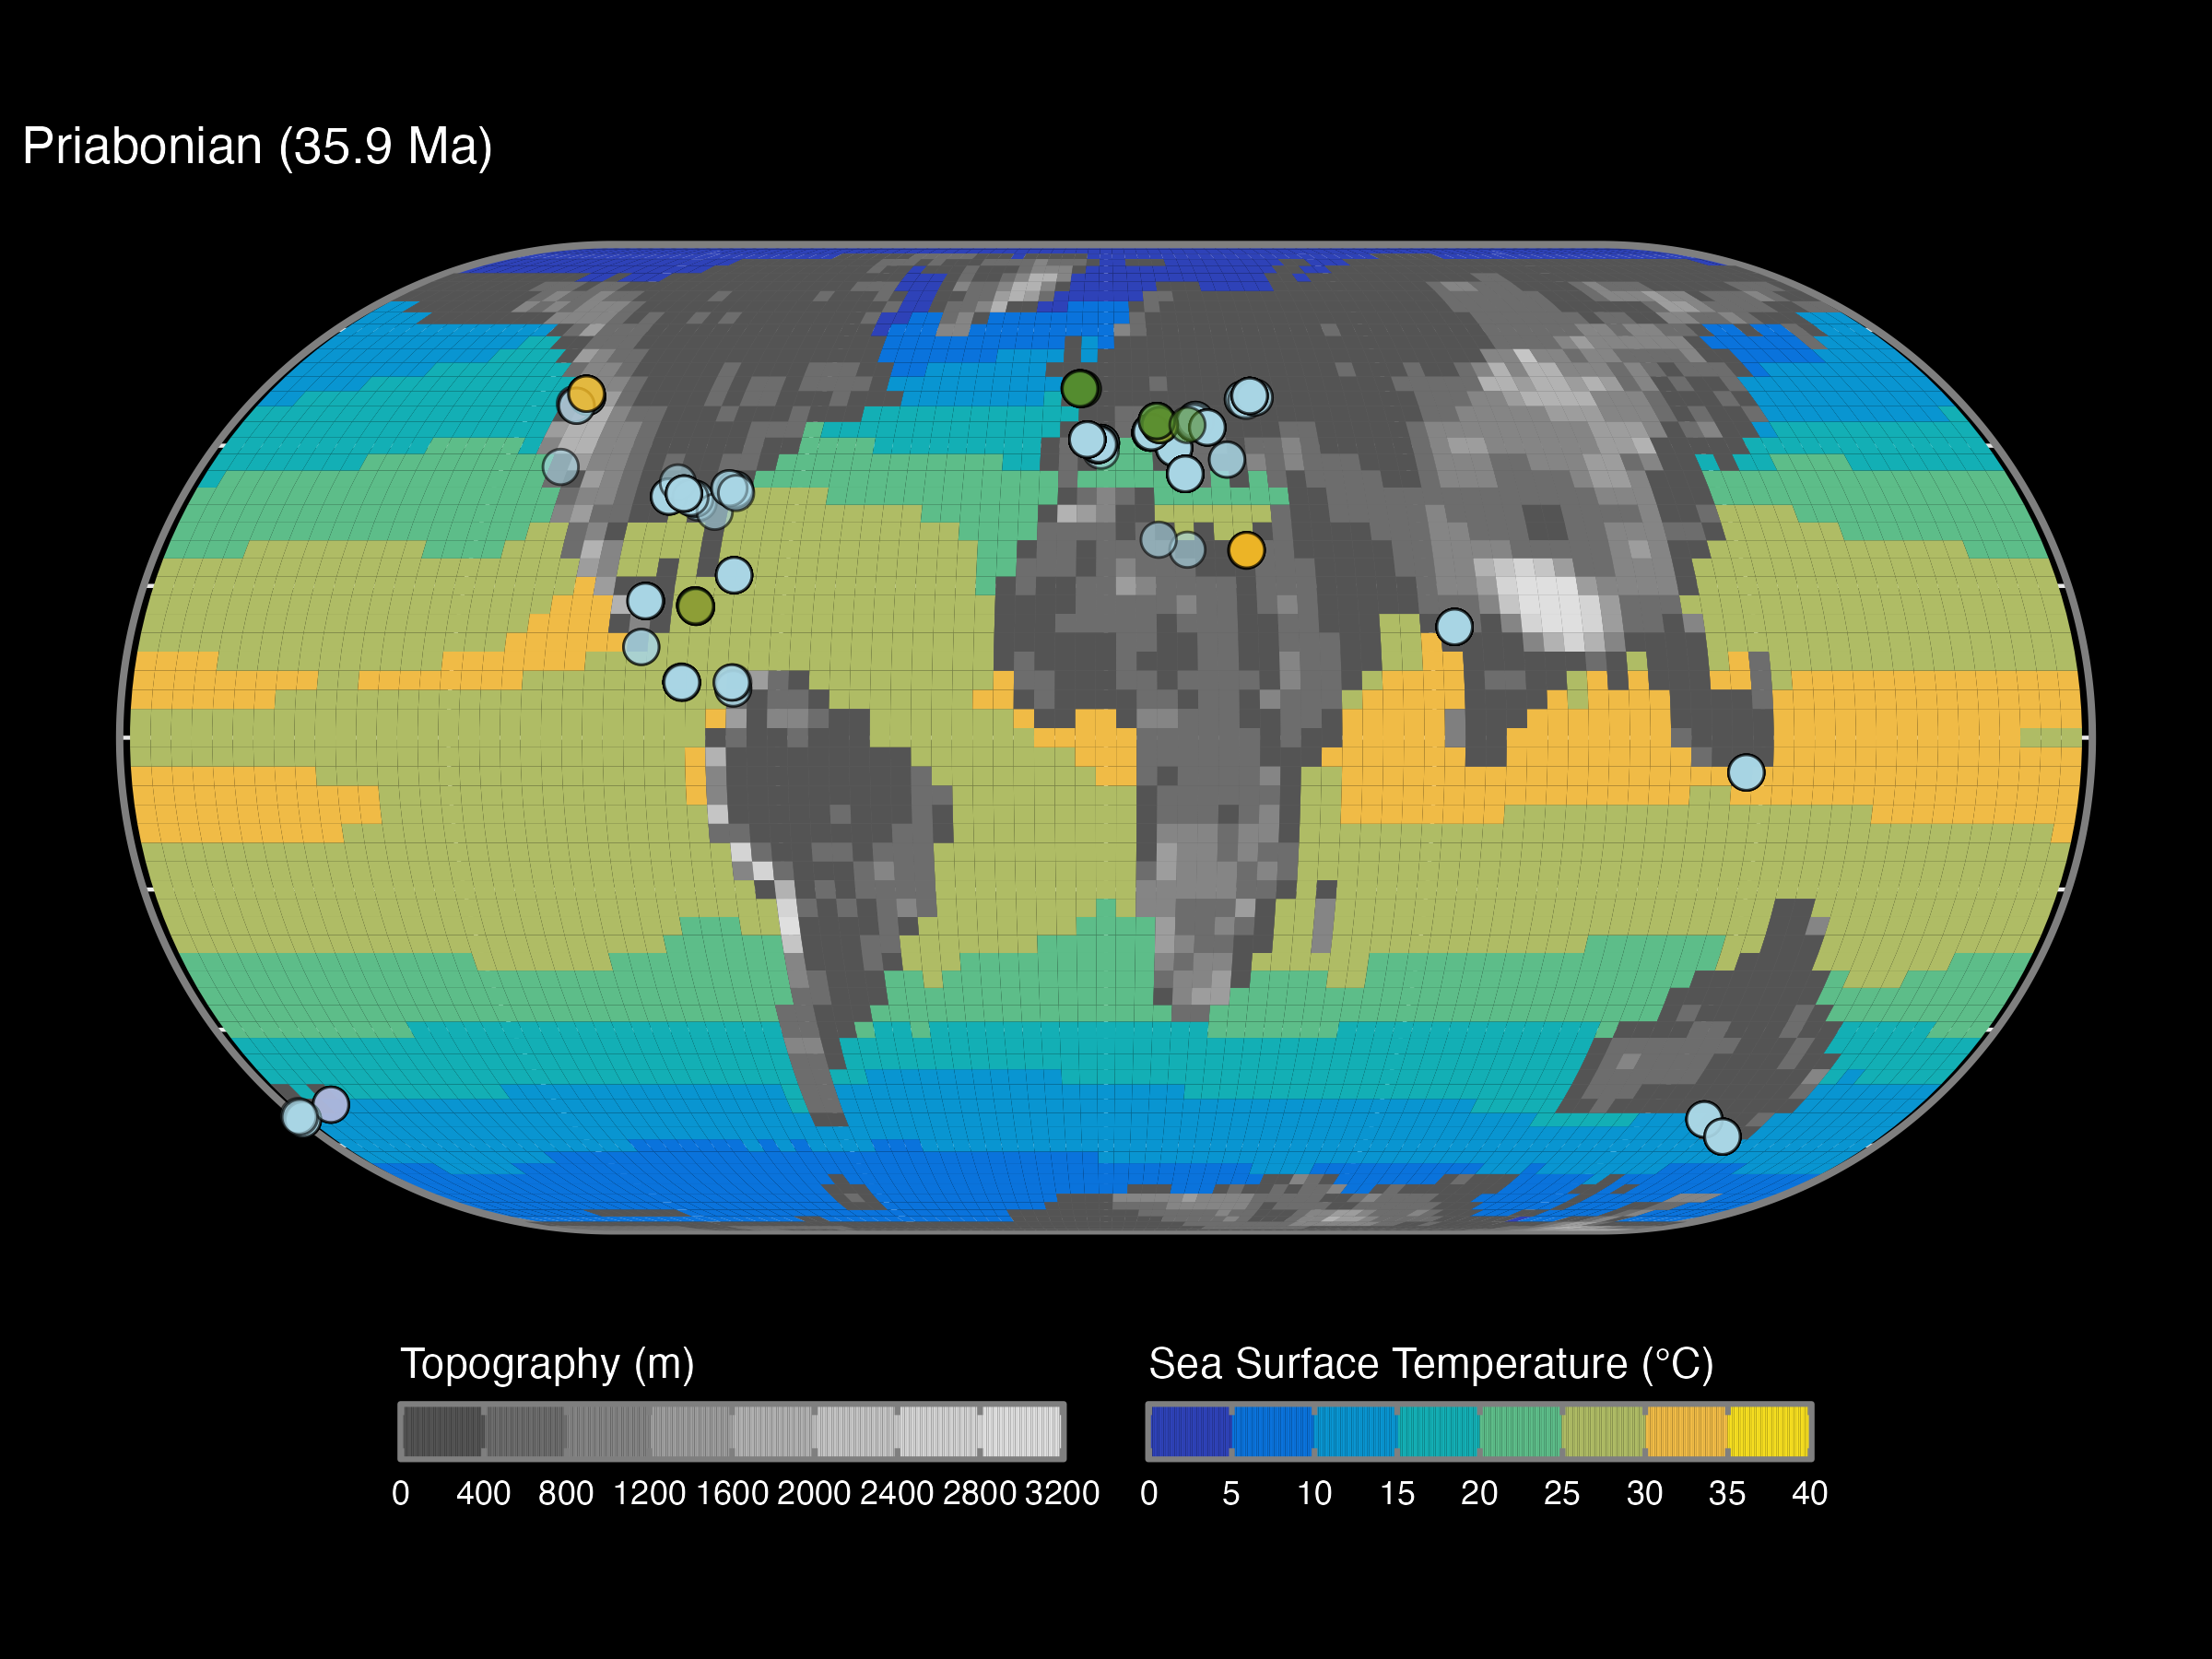 Priabonian (35.9 Ma)
Topography (m)
0 400 800 1200 1600 2000 2400 2800 3200
Sea Surface Temperature (°C)
0 5 10 15 20 25 30 35 40